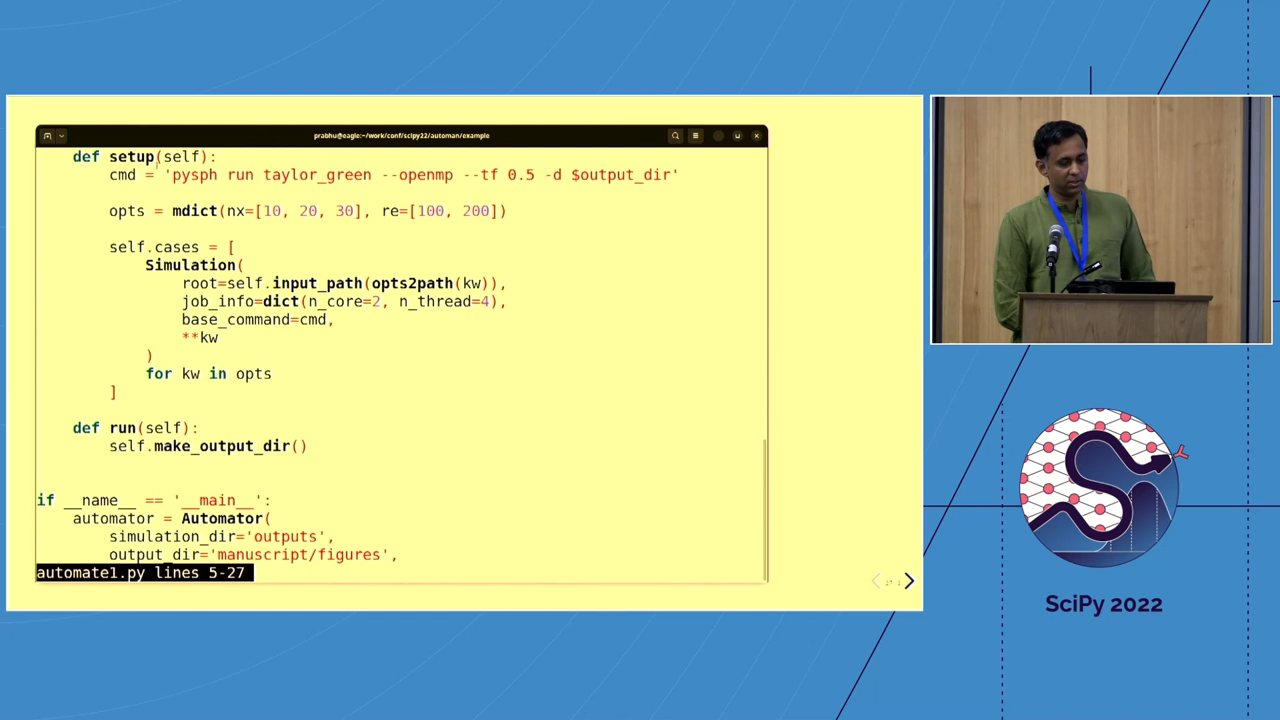 prabhu@eagle:~/work/conf/scipy22/automan/example
def setup(self):
cmd = 'pysph run taylor_green --openmp --tf 0.5 -d $output_dir'
opts = mdict(nx=[10, 20, 30], re=[100, 200])
self.cases = [
Simulation(
root=self.input_path(opts2path(kw)),
job_info=dict(n_core=2, n_thread=4),
base_command=cmd,
**kw
)
for kw in opts
]
def run(self):
self.make_output_dir()
if __name__ == '__main__':
automator = Automator(
simulation_dir='outputs',
output_dir='manuscript/figures',
automate1.py lines 5-27
SciPy 2022